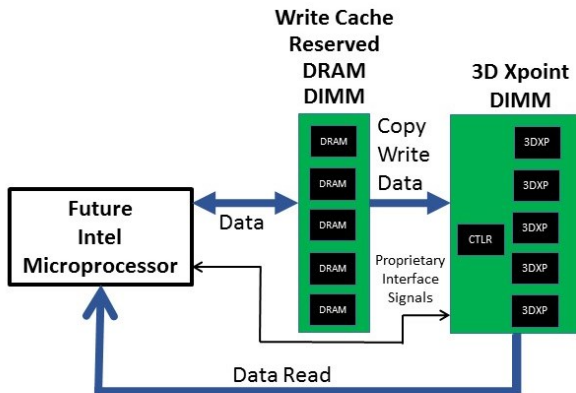 Write Cache
Reserved
DRAM
DIMM
3D Xpoint
DIMM
DRAM
DRAM
DRAM
DRAM
DRAM
Copy
Write
Data
3DXP
3DXP
3DXP
3DXP
3DXP
CTLR
Future
Intel
Microprocessor
Data
Proprietary
Interface
Signals
Data Read